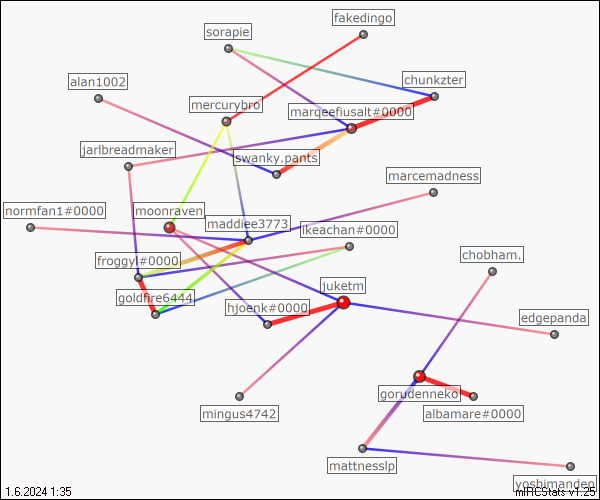 fakedingo
sorapie
alan1002
chunkzter
mercurybro
marqeefiusalt#0000
jarlbreadmaker
swanky.pants
marcemadness
normfan1#0000
moonraven
maddiee3773
ikeachan#0000
froggyl#0000
chobham.
goldfire6444
juketm
hjoenk#0000
edgepanda
gorudenneko
mingus4742
albamare#0000
mattnesslp
yoshimanden
1.6.2024 1:35
mIRCStats v1.25